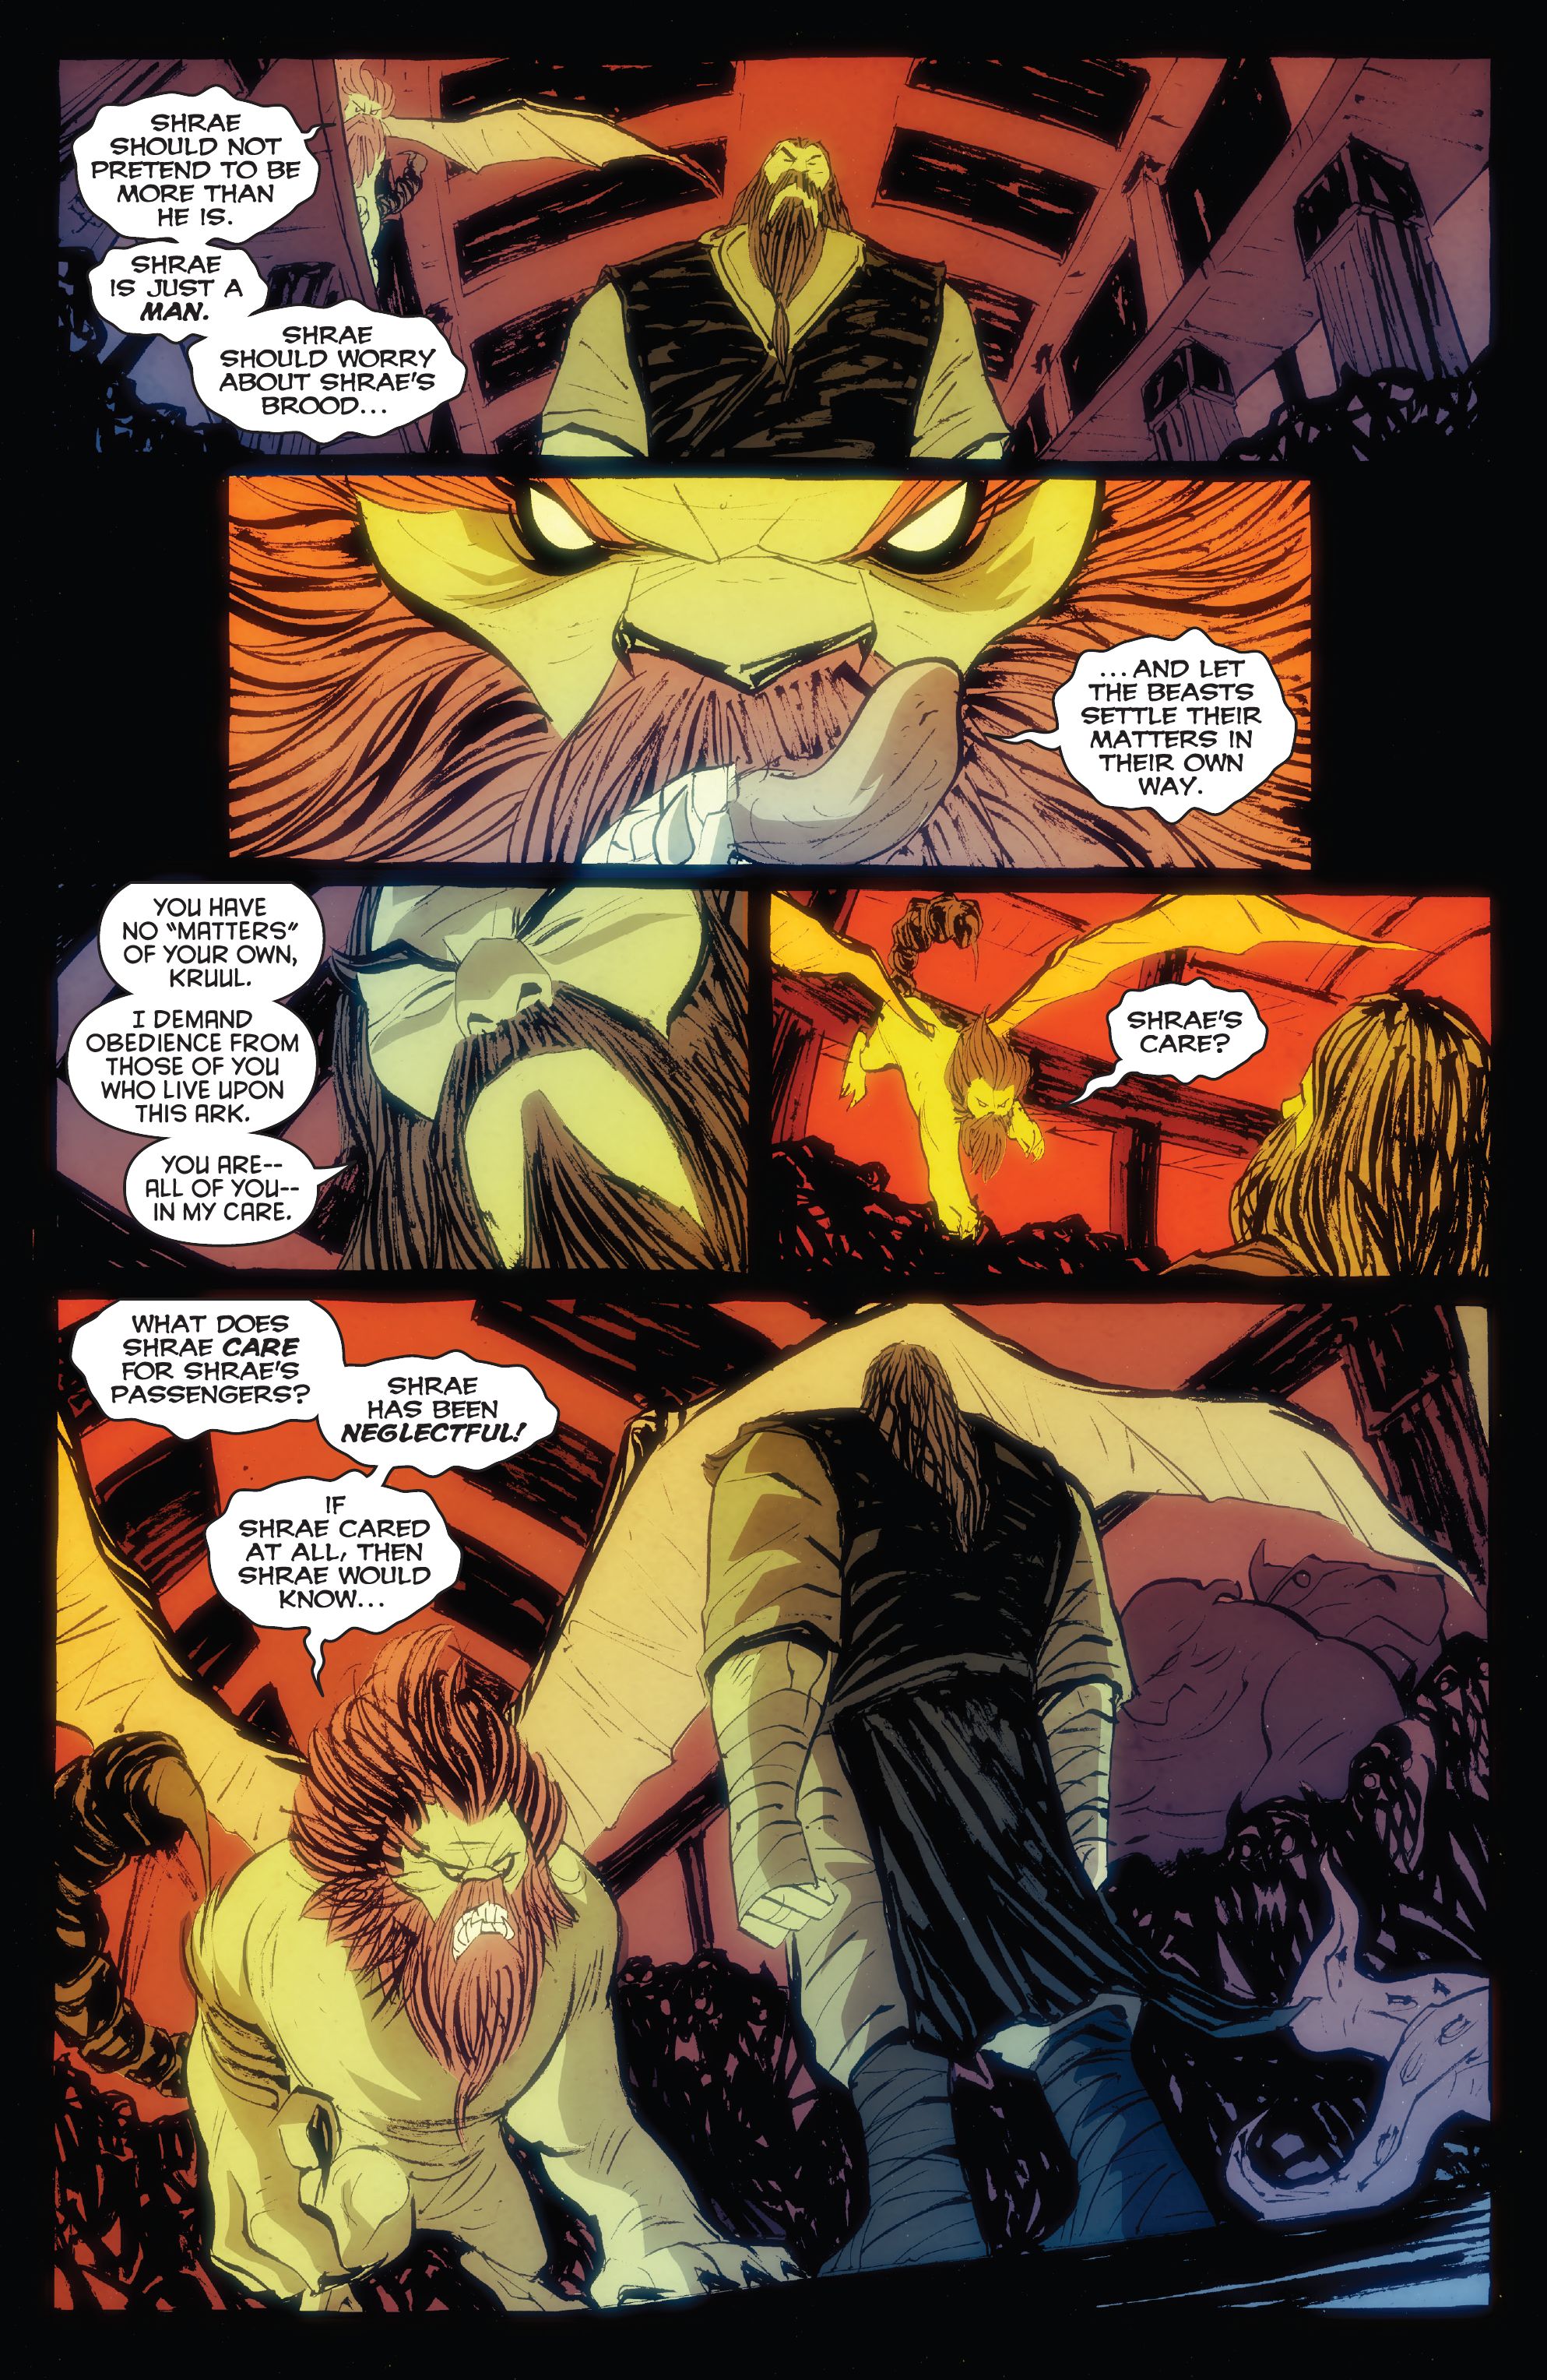 SHRAE
SHOULD NOT
PRETEND TO BE
MORE THAN
HE IS.
SHRAE
IS JUST A
MAN.
SHRAE
SHOULD WORRY
ABOUT SHRAE'S
BROOD...
...AND LET
THE BEASTS
SETTLE THEIR
MATTERS IN
THEIR OWN
WAY.
YOU HAVE
NO "MATTERS"
OF YOUR OWN,
KRUUL.
I DEMAND
OBEDIENCE FROM
THOSE OF YOU
WHO LIVE UPON
THIS ARK.
YOU ARE--
ALL OF YOU--
IN MY CARE.
SHRAE'S
CARE?
WHAT DOES
SHRAE CARE
FOR SHRAE'S
PASSENGERS?
SHRAE
HAS BEEN
NEGLECTFUL!
IF
SHRAE CARED
AT ALL, THEN
SHRAE WOULD
KNOW...